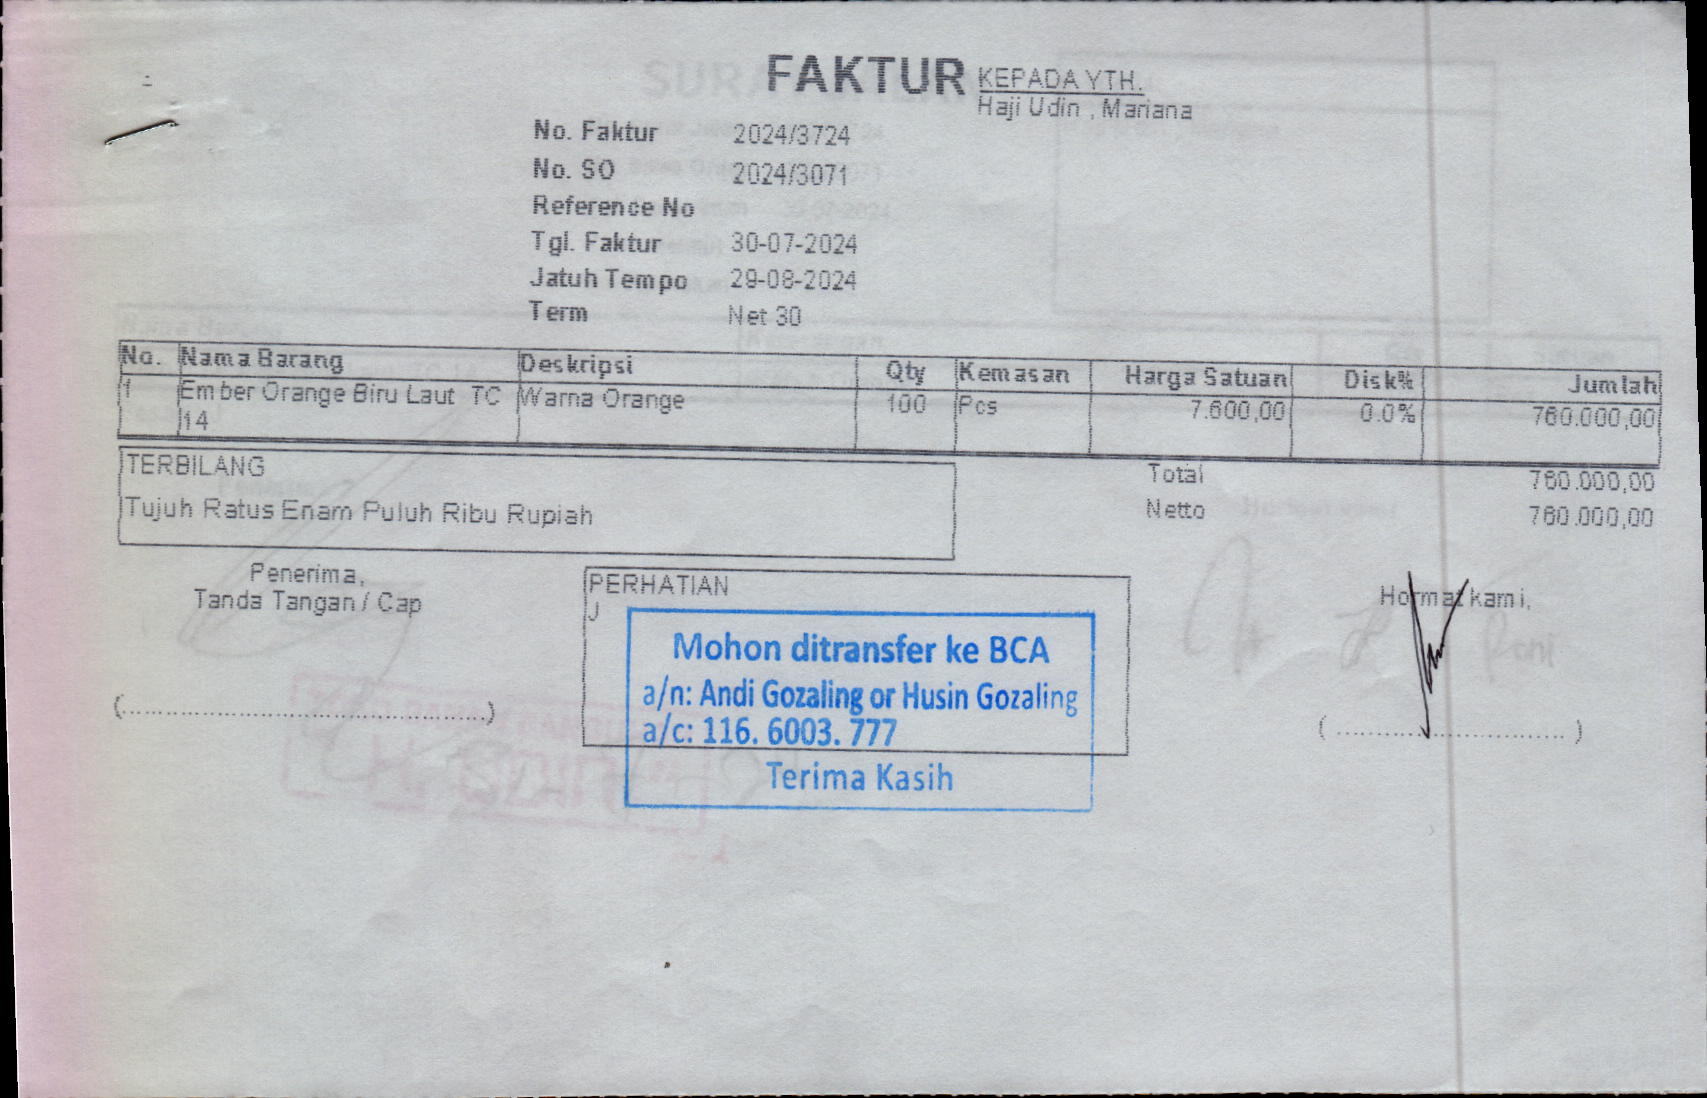 FAKTUR
KEPADA YTH.
Haji Udin , Mariana
No. Faktur 2024/3724
No. SO 2024/3071
Reference No
Tgl. Faktur 30-07-2024
Jatuh Tempo 29-08-2024
Term Net 30
No. Nama Barang Deskripsi Qty Kemasan Harga Satuan Disk% Jumlah
1 Ember Orange Biru Laut TC Warna Orange 100 Pcs 7.600,00 0.0% 760.000,00
14
TERBILANG
Tujuh Ratus Enam Puluh Ribu Rupiah
Total 760.000,00
Netto 760.000,00
Penerima,
Tanda Tangan / Cap
(....................................................)
PERHATIAN
J
Mohon ditransfer ke BCA
a/n: Andi Gozaling or Husin Gozaling
a/c: 116. 6003. 777
Terima Kasih
Hormat kami,
( ................................. )